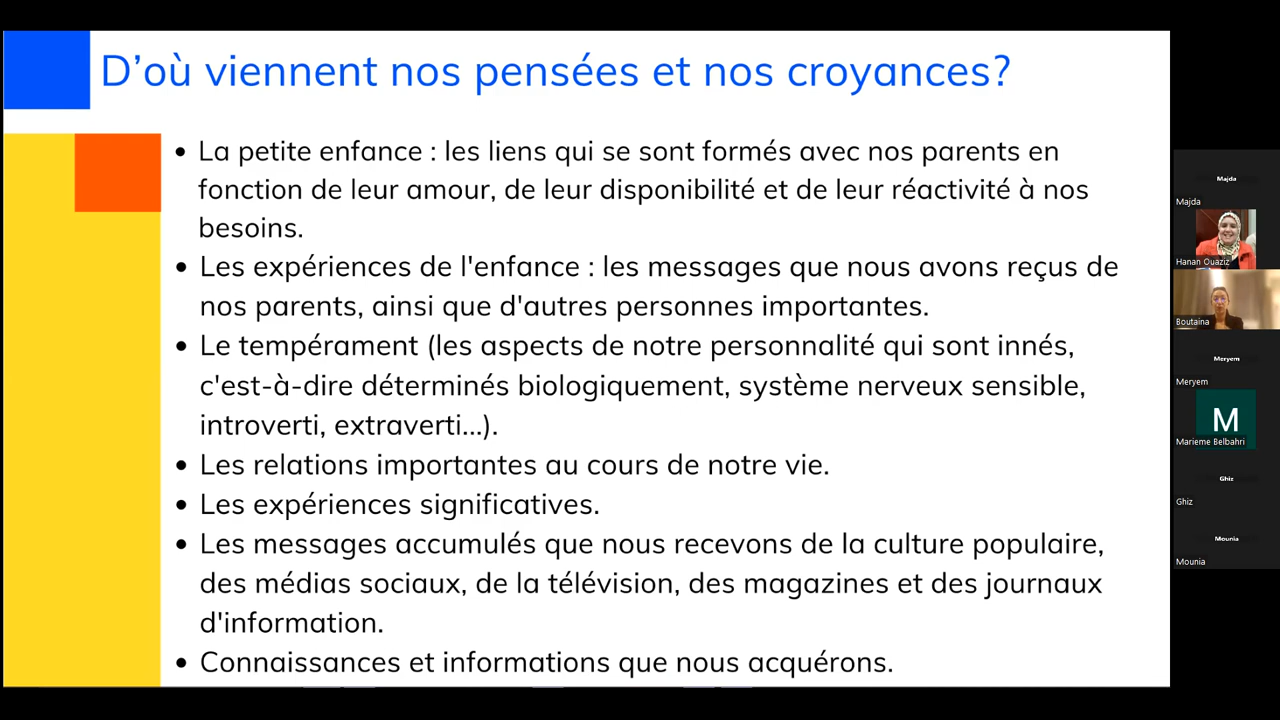 D'où viennent nos pensées et nos croyances?
• La petite enfance : les liens qui se sont formés avec nos parents en
fonction de leur amour, de leur disponibilité et de leur réactivité à nos
besoins.
• Les expériences de l'enfance : les messages que nous avons reçus de
nos parents, ainsi que d'autres personnes importantes.
• Le tempérament (les aspects de notre personnalité qui sont innés,
c'est-à-dire déterminés biologiquement, système nerveux sensible,
introverti, extraverti...).
• Les relations importantes au cours de notre vie.
• Les expériences significatives.
• Les messages accumulés que nous recevons de la culture populaire,
des médias sociaux, de la télévision, des magazines et des journaux
d'information.
• Connaissances et informations que nous acquérons.
Majda
Majda
Hanan Ouaziz
Boutaina
Meryem
Meryem
M
Marieme Belbahri
Ghiz
Ghiz
Mounia
Mounia